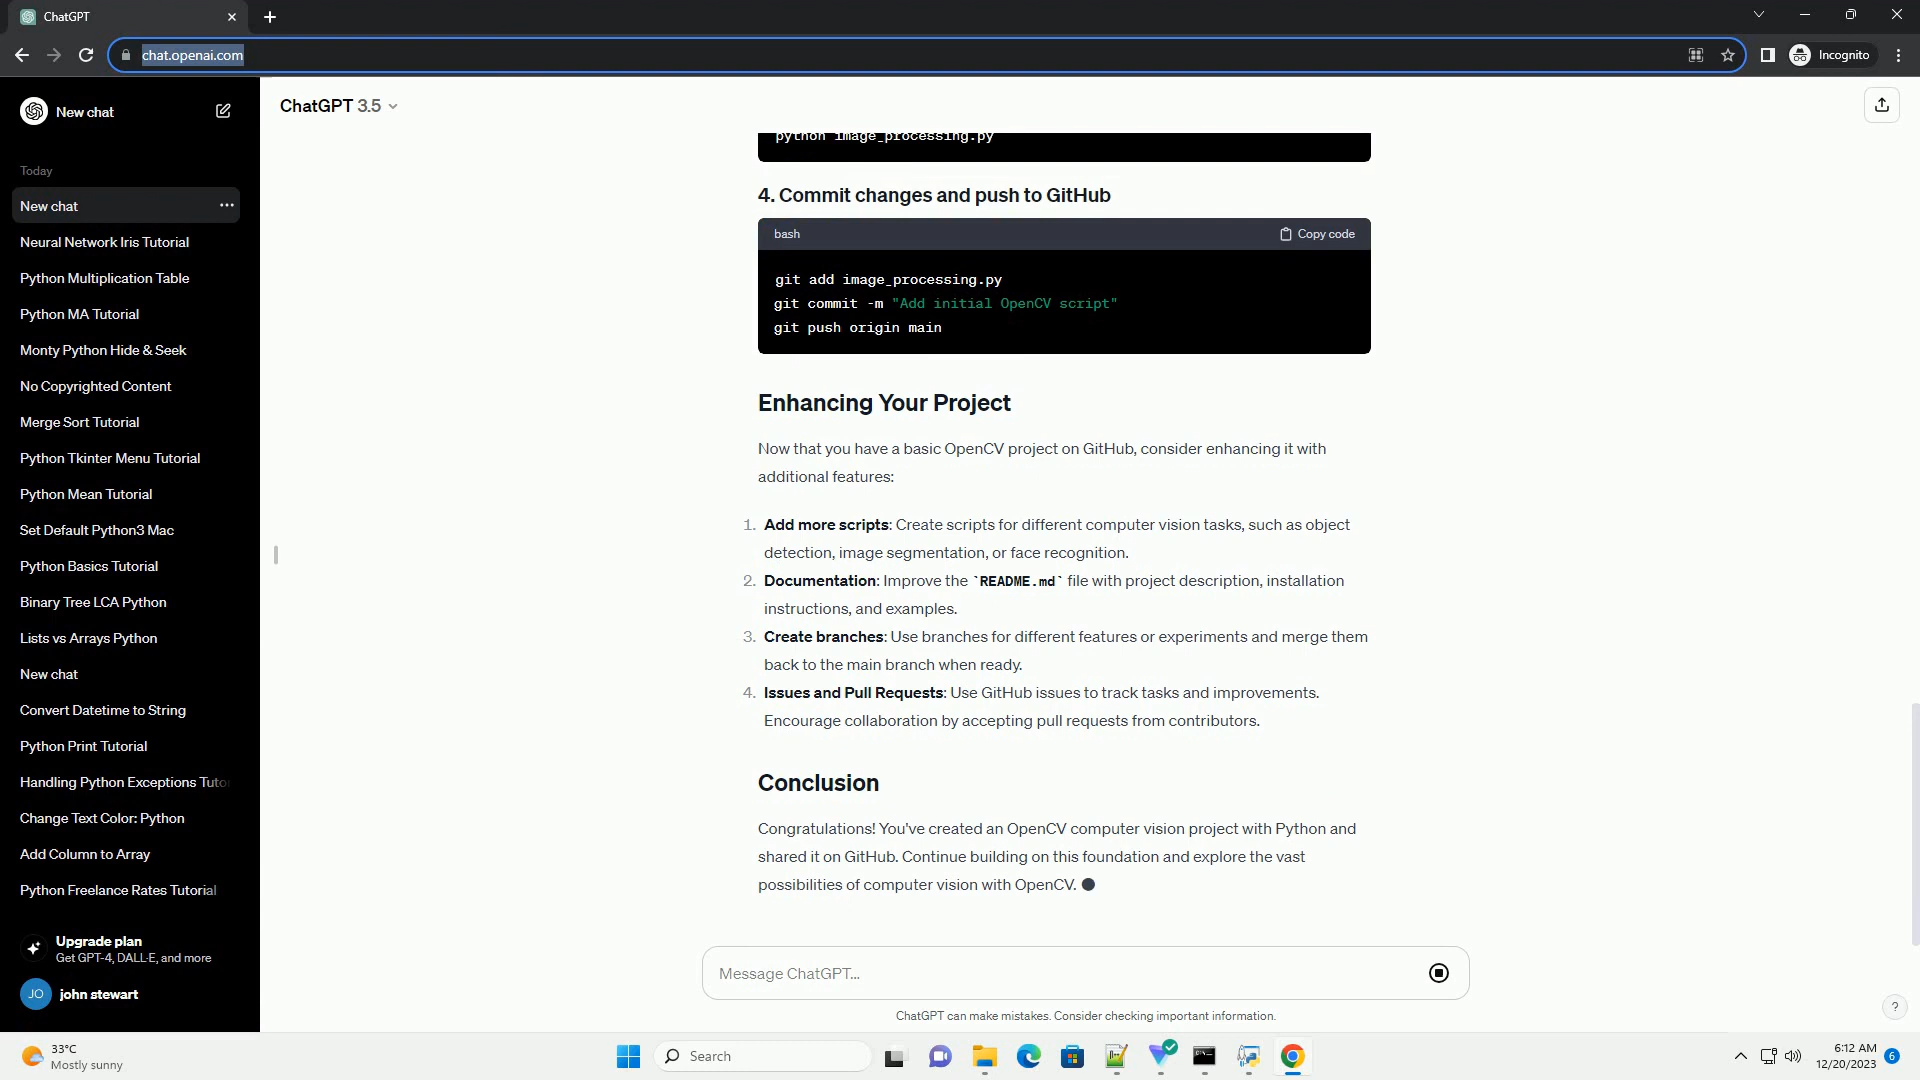 ChatGPT
chat.openai.com
Incognito
New chat
Today
New chat
Neural Network Iris Tutorial
Python Multiplication Table
Python MA Tutorial
Monty Python Hide & Seek
No Copyrighted Content
Merge Sort Tutorial
Python Tkinter Menu Tutorial
Python Mean Tutorial
Set Default Python3 Mac
Python Basics Tutorial
Binary Tree LCA Python
Lists vs Arrays Python
New chat
Convert Datetime to String
Python Print Tutorial
Handling Python Exceptions Tuto
Change Text Color: Python
Add Column to Array
Python Freelance Rates Tutorial
Upgrade plan
Get GPT-4, DALL·E, and more
JO john stewart
ChatGPT 3.5
python image_processing.py
4. Commit changes and push to GitHub
bash Copy code
git add image_processing.py
git commit -m "Add initial OpenCV script"
git push origin main
Enhancing Your Project
Now that you have a basic OpenCV project on GitHub, consider enhancing it with
additional features:
1. Add more scripts: Create scripts for different computer vision tasks, such as object
detection, image segmentation, or face recognition.
2. Documentation: Improve the `README.md` file with project description, installation
instructions, and examples.
3. Create branches: Use branches for different features or experiments and merge them
back to the main branch when ready.
4. Issues and Pull Requests: Use GitHub issues to track tasks and improvements.
Encourage collaboration by accepting pull requests from contributors.
Conclusion
Congratulations! You've created an OpenCV computer vision project with Python and
shared it on GitHub. Continue building on this foundation and explore the vast
possibilities of computer vision with OpenCV.
Message ChatGPT...
ChatGPT can make mistakes. Consider checking important information.
?
33°C
Mostly sunny
Search
6:12 AM
12/20/2023
6